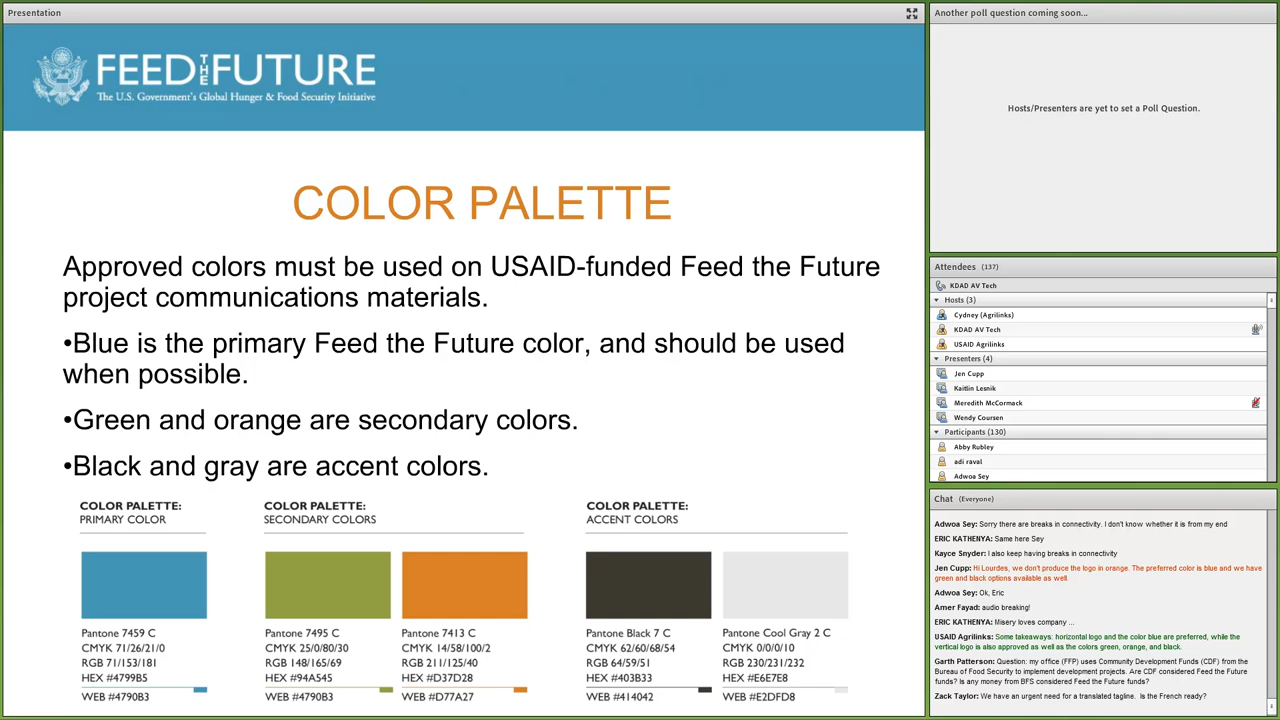 Presentation
FEED THE FUTURE
The U.S. Government's Global Hunger & Food Security Initiative
COLOR PALETTE
Approved colors must be used on USAID-funded Feed the Future
project communications materials.
•Blue is the primary Feed the Future color, and should be used
when possible.
•Green and orange are secondary colors.
•Black and gray are accent colors.
COLOR PALETTE:
PRIMARY COLOR
Pantone 7459 C
CMYK 71/26/21/0
RGB 71/153/181
HEX #4799B5
WEB #4790B3
COLOR PALETTE:
SECONDARY COLORS
Pantone 7495 C
CMYK 25/0/80/30
RGB 148/165/69
HEX #94A545
WEB #4790B3
Pantone 7413 C
CMYK 14/58/100/2
RGB 211/125/40
HEX #D37D28
WEB #D77A27
COLOR PALETTE:
ACCENT COLORS
Pantone Black 7 C
CMYK 62/60/68/54
RGB 64/59/51
HEX #403B33
WEB #414042
Pantone Cool Gray 2 C
CMYK 0/0/0/10
RGB 230/231/232
HEX #E6E7E8
WEB #E2DFD8
Another poll question coming soon...
Hosts/Presenters are yet to set a Poll Question.
Attendees (137)
KDAD AV Tech
Hosts (3)
Cydney (Agrilinks)
KDAD AV Tech
USAID Agrilinks
Presenters (4)
Jen Cupp
Kaitlin Lesnik
Meredith McCormack
Wendy Coursen
Participants (130)
Abby Rubley
adi raval
Adwoa Sey
Chat (Everyone)
Adwoa Sey: Sorry there are breaks in connectivity. I don't know whether it is from my end
ERIC KATHENYA: Same here Sey
Kayce Snyder: I also keep having breaks in connectivity
Jen Cupp: Hi Lourdes, we don't produce the logo in orange. The preferred color is blue and we have
green and black options available as well.
Adwoa Sey: Ok, Eric
Amer Fayad: audio breaking!
ERIC KATHENYA: Misery loves company ...
USAID Agrilinks: Some takeaways: horizontal logo and the color blue are preferred, while the
vertical logo is also approved as well as the colors green, orange, and black.
Garth Patterson: Question: my office (FFP) uses Community Development Funds (CDF) from the
Bureau of Food Security to implement development projects. Are CDF considered Feed the Future
funds? Is any money from BFS considered Feed the Future funds?
Zack Taylor: We have an urgent need for a translated tagline. Is the French ready?